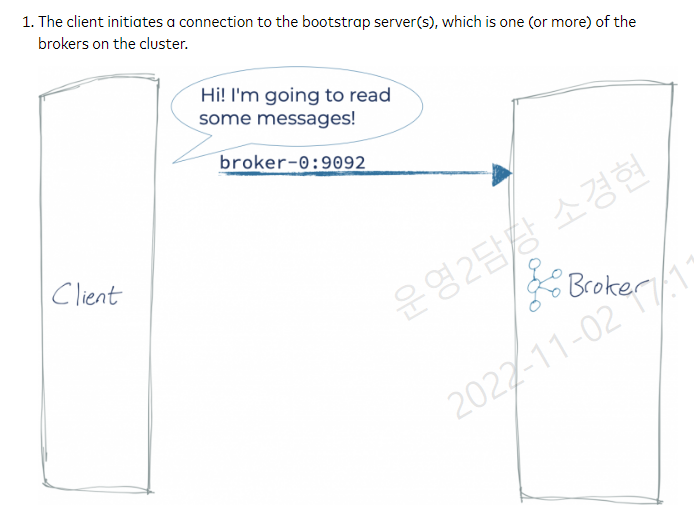 1. The client initiates a connection to the bootstrap server(s), which is one (or more) of the
brokers on the cluster.
Hi! I'm going to read
some messages!
broker-0:9092
Client
Broker
운영2담당 소경현
2022-11-02 17:1